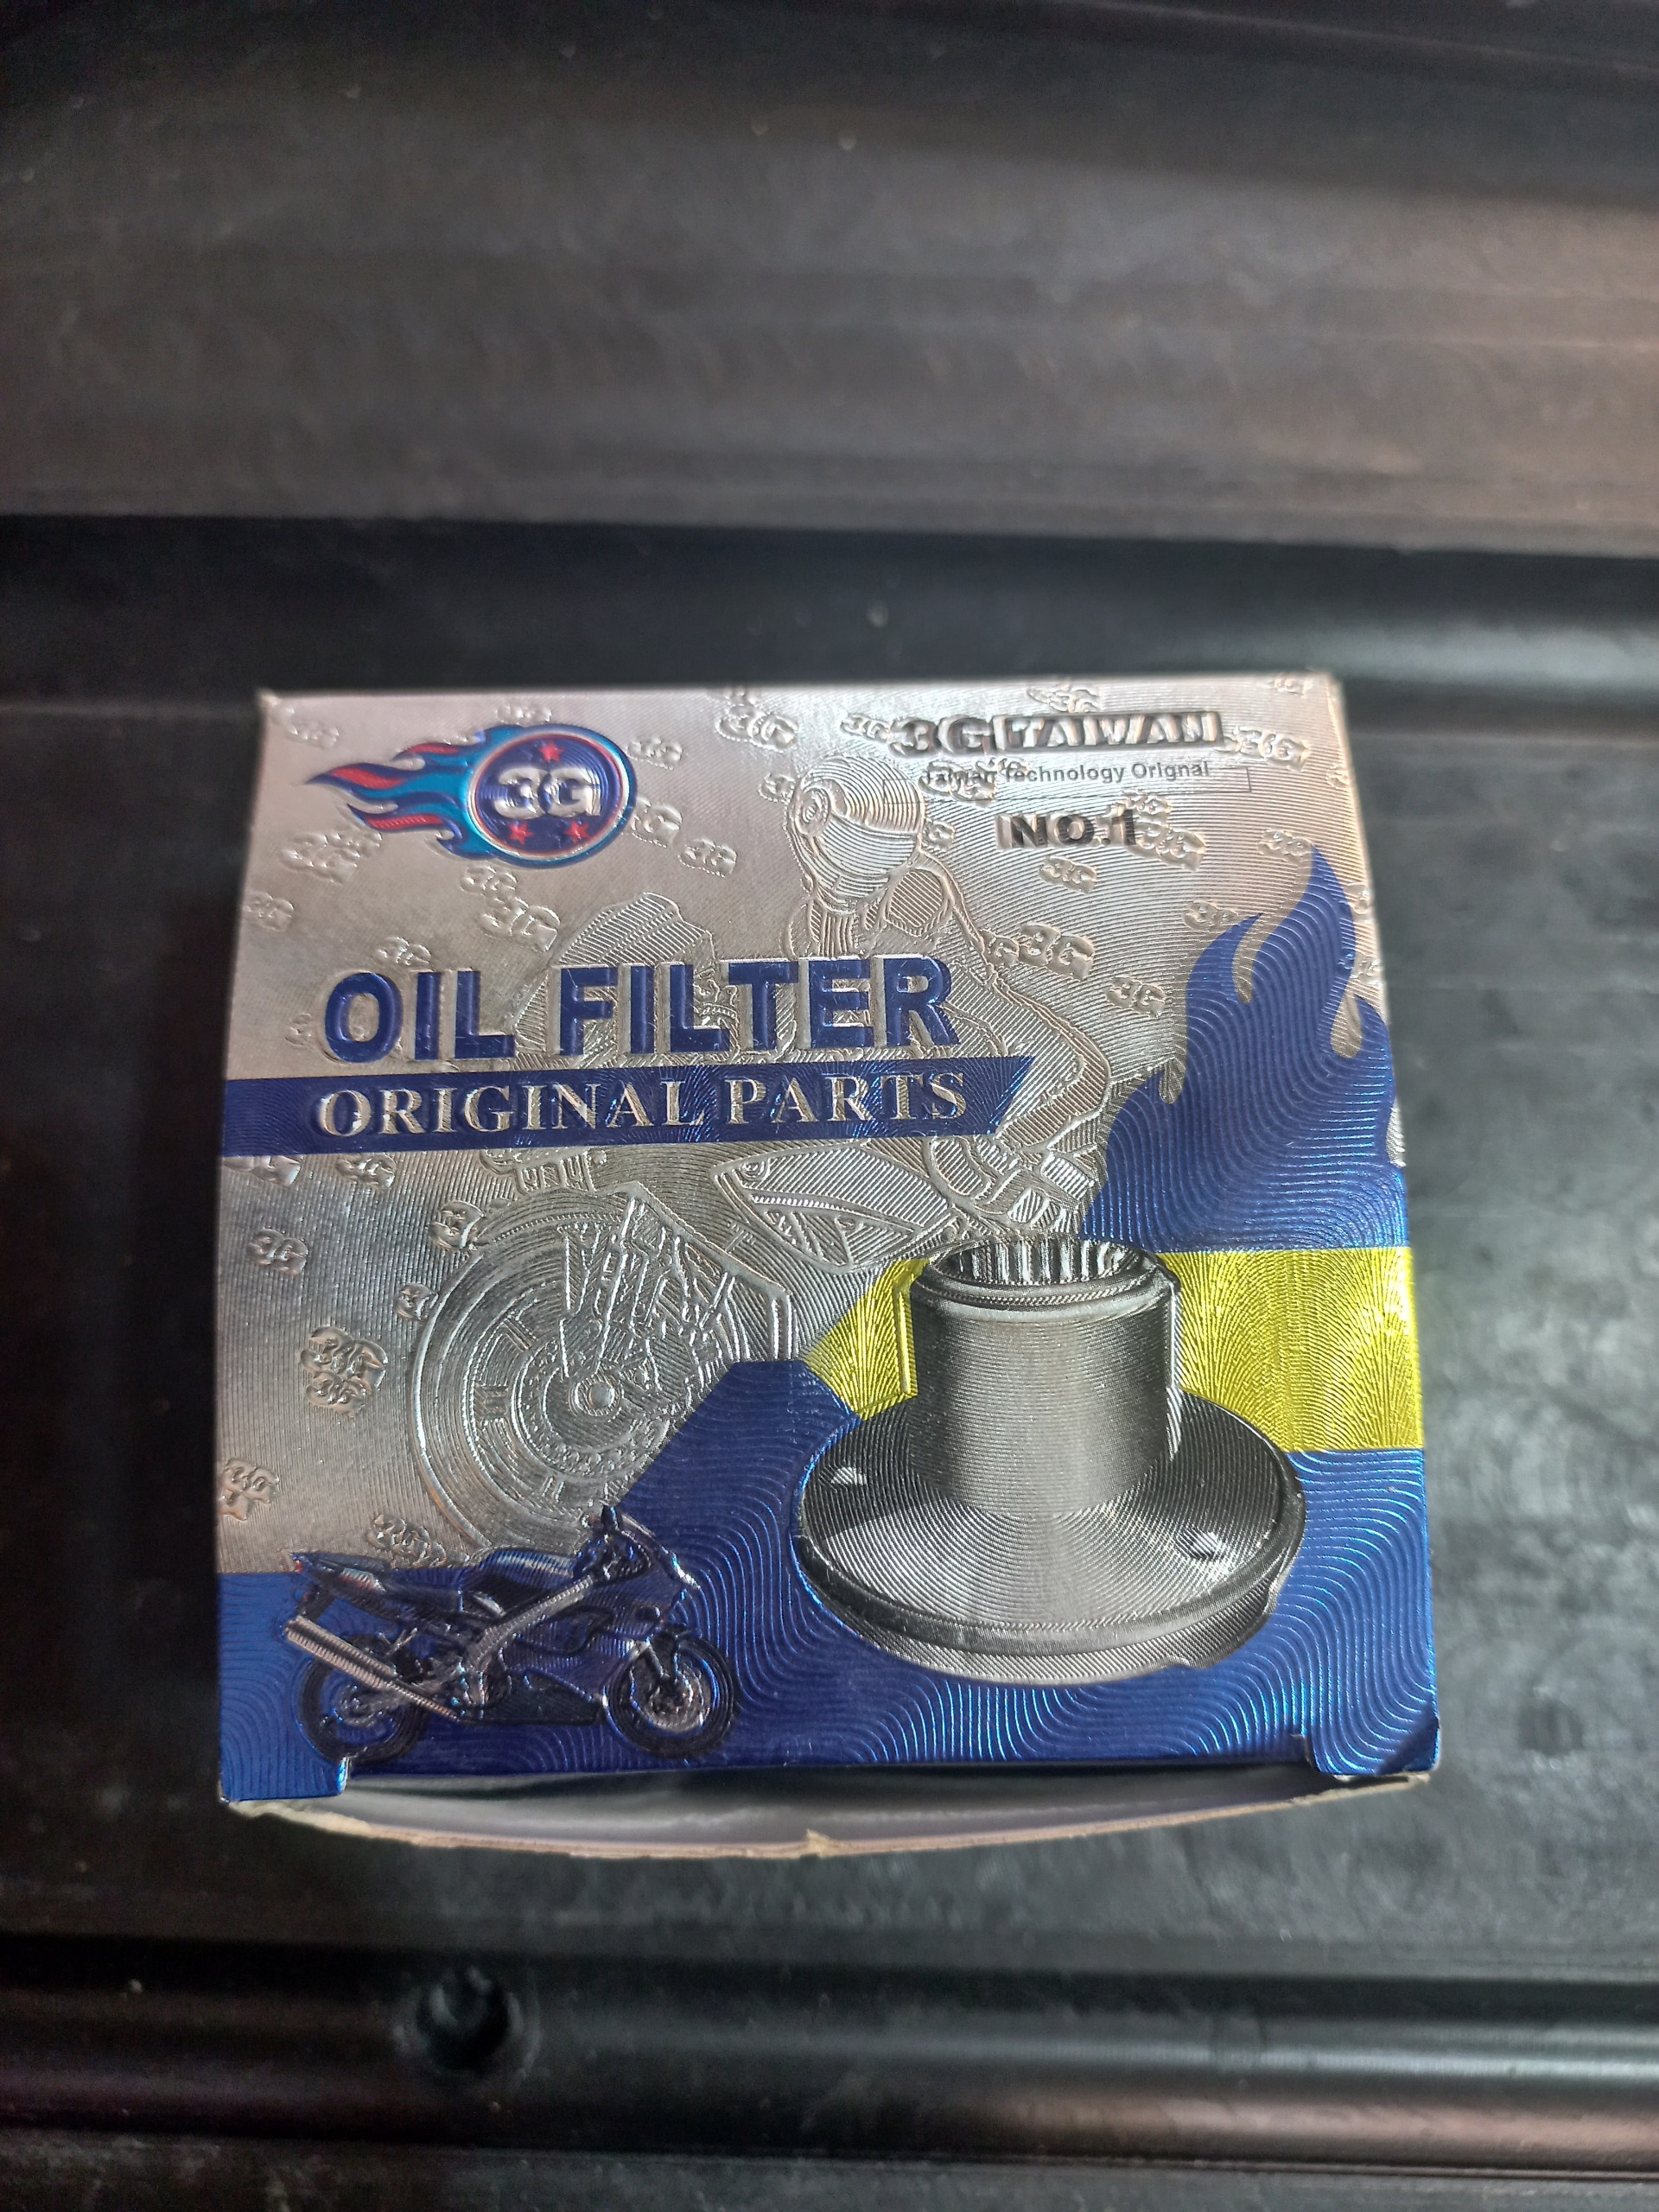 3G
3G TAIWAN
Taiwan Technology Orignal
NO.1
OIL FILTER
ORIGINAL PARTS